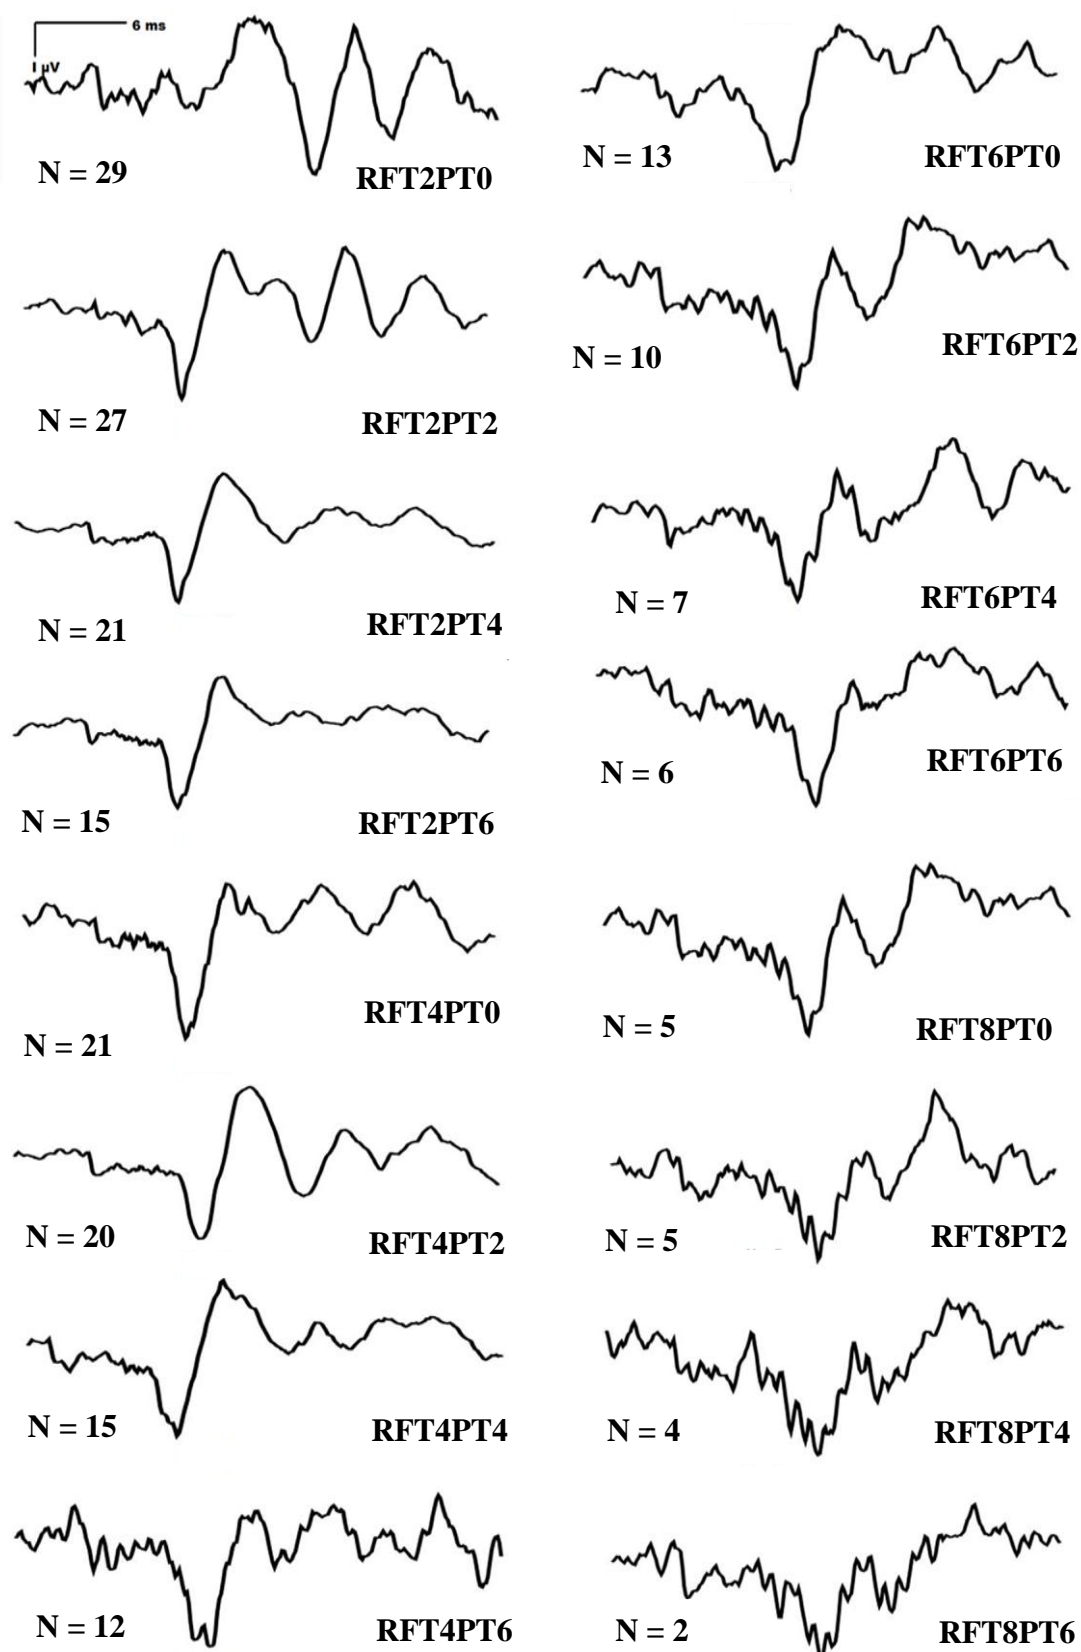 6 ms
1 µV
N = 29
RFT2PT0
N = 27
RFT2PT2
N = 21
RFT2PT4
N = 15
RFT2PT6
N = 21
RFT4PT0
N = 20
RFT4PT2
N = 15
RFT4PT4
N = 12
RFT4PT6
N = 13
RFT6PT0
N = 10
RFT6PT2
N = 7
RFT6PT4
N = 6
RFT6PT6
N = 5
RFT8PT0
N = 5
RFT8PT2
N = 4
RFT8PT4
N = 2
RFT8PT6